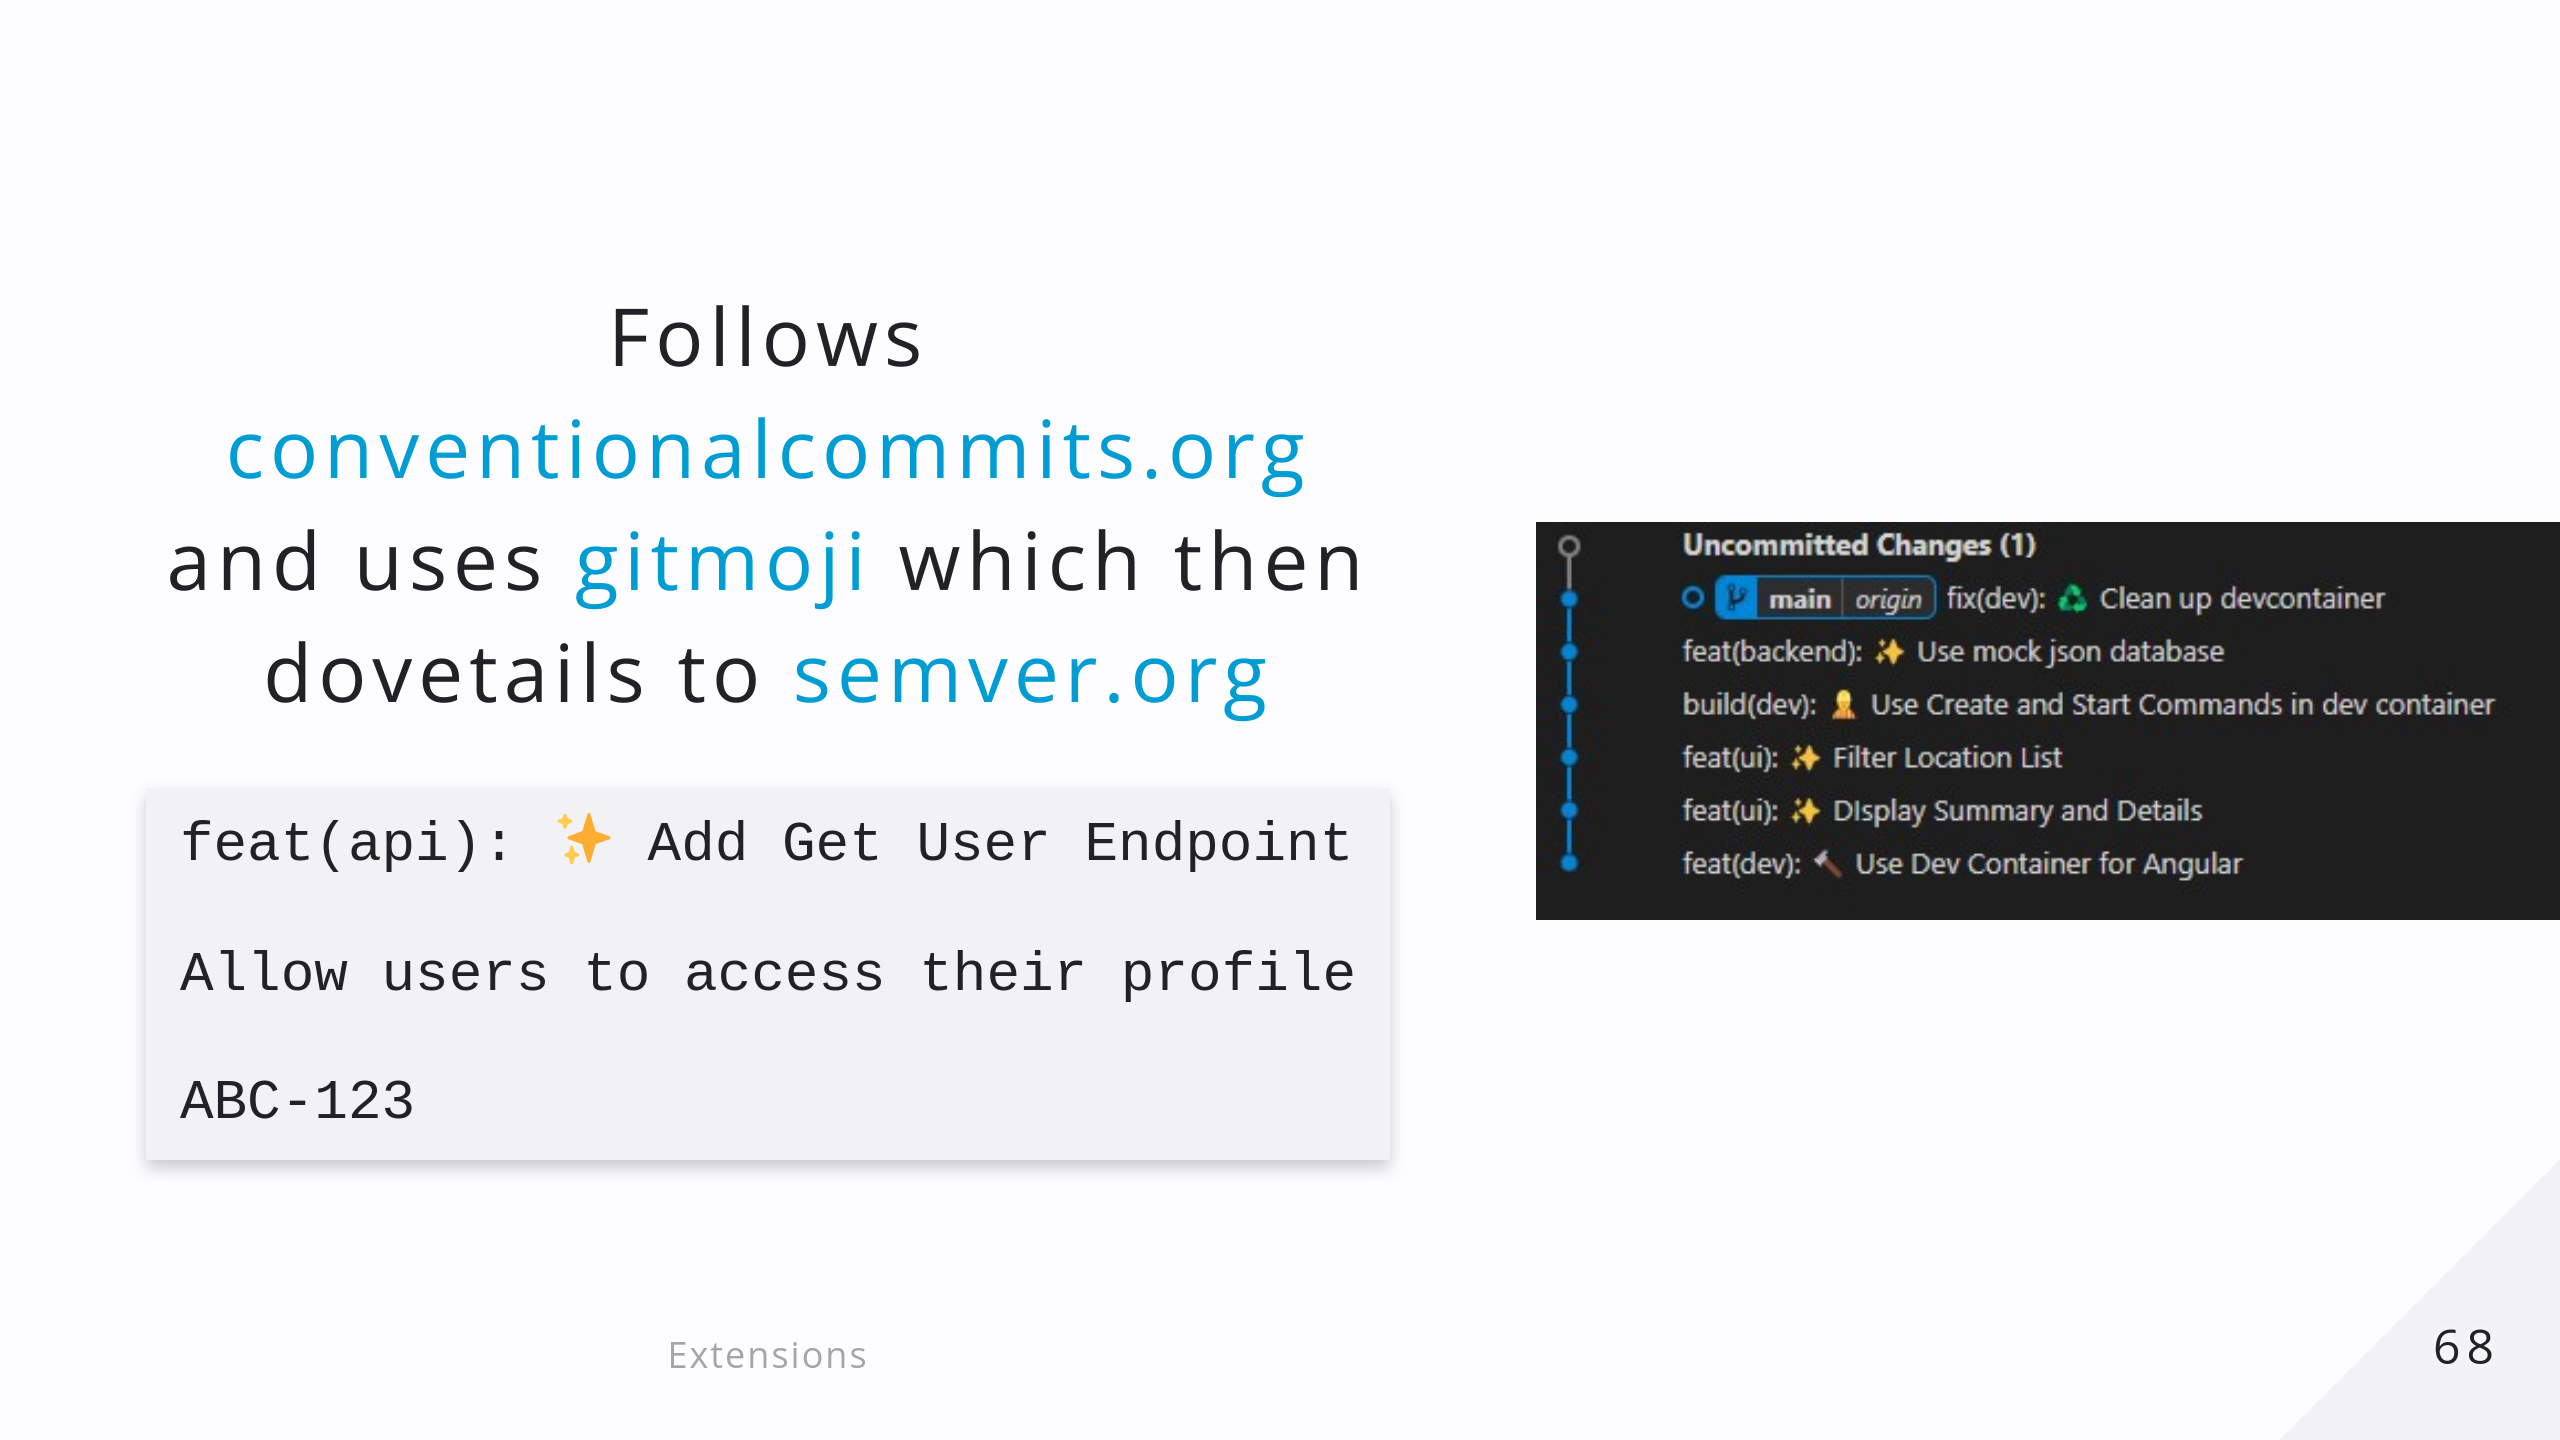 Follows
conventionalcommits.org
and uses gitmoji which then
dovetails to semver.org
feat(api): ✨ Add Get User Endpoint
Allow users to access their profile
ABC-123
Uncommitted Changes (1)
main origin fix(dev): ♻️ Clean up devcontainer
feat(backend): ✨ Use mock json database
build(dev): 👷 Use Create and Start Commands in dev container
feat(ui): ✨ Filter Location List
feat(ui): ✨ DIsplay Summary and Details
feat(dev): 🔨 Use Dev Container for Angular
Extensions
68